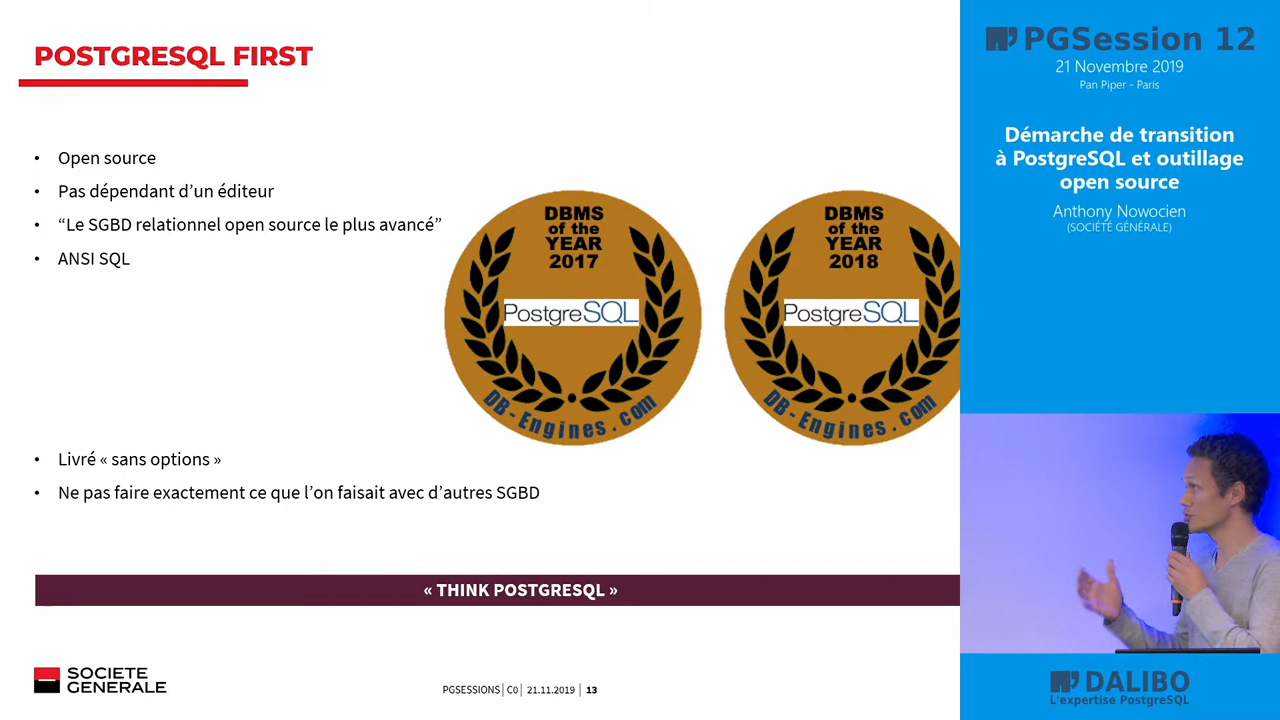 POSTGRESQL FIRST
• Open source
• Pas dépendant d’un éditeur
• “Le SGBD relationnel open source le plus avancé”
• ANSI SQL
DBMS
of the
YEAR
2017
PostgreSQL
DB-Engines.com
DBMS
of the
YEAR
2018
PostgreSQL
DB-Engines.com
• Livré « sans options »
• Ne pas faire exactement ce que l’on faisait avec d’autres SGBD
« THINK POSTGRESQL »
SOCIETE
GENERALE
PGSESSIONS | C0 | 21.11.2019 | 13
PGSession 12
21 Novembre 2019
Pan Piper - Paris
Démarche de transition
à PostgreSQL et outillage
open source
Anthony Nowocien
(SOCIÉTÉ GÉNÉRALE)
DALIBO
L'expertise PostgreSQL